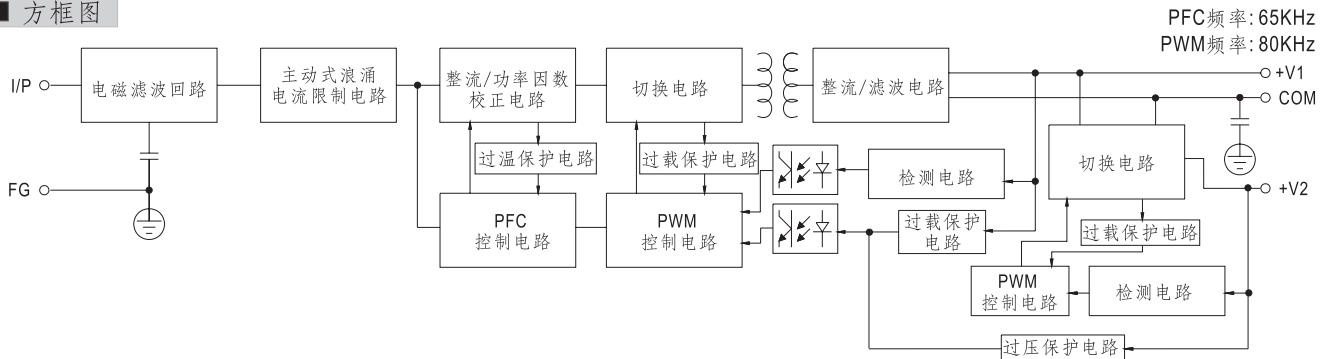 方框图
PFC频率: 65KHz
PWM频率: 80KHz
I/P
电磁滤波回路
主动式浪涌
电流限制电路
整流/功率因数
校正电路
切换电路
整流/滤波电路
+V1
COM
过温保护电路
过载保护电路
检测电路
切换电路
FG
+V2
PFC
控制电路
PWM
控制电路
过载保护
电路
过载保护电路
PWM
控制电路
检测电路
过压保护电路